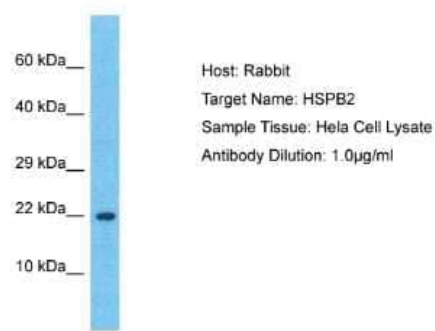 60 kDa
40 kDa
29 kDa
22 kDa
10 kDa
Host: Rabbit
Target Name: HSPB2
Sample Tissue: Hela Cell Lysate
Antibody Dilution: 1.0µg/ml